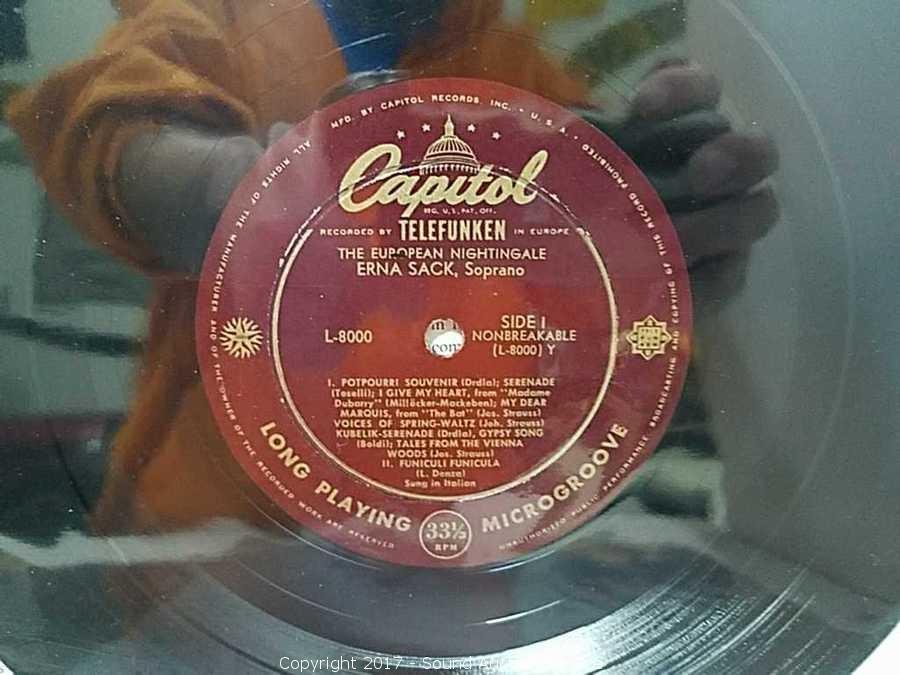 MFD. BY CAPITOL RECORDS, INC. • U. S. A. •
ALL RIGHTS OF THE MANUFACTURER AND OF THE OWNER OF THE RECORDED WORK ARE RESERVED
UNAUTHORIZED PUBLIC PERFORMANCE BROADCASTING AND COPYING OF THIS RECORD PROHIBITED
Capitol
REG. U.S. PAT. OFF.
RECORDED BY TELEFUNKEN IN EUROPE
THE EUROPEAN NIGHTINGALE
ERNA SACK, Soprano
L-8000
SIDE I
NONBREAKABLE
(L-8000) Y
I. POTPOURRI SOUVENIR (Drdla); SERENADE
(Toselli); I GIVE MY HEART, from "Madame
Dubarry" (Millöcker-Mackeben); MY DEAR
MARQUIS, from "The Bat" (Jos. Strauss)
VOICES OF SPRING-WALTZ (Joh. Strauss)
KUBELIK-SERENADE (Drdla), GYPSY SONG
(Boldi); TALES FROM THE VIENNA
WOODS (Jos. Strauss)
II. FUNICULI FUNICULA
(L. Denza)
Sung in Italian
LONG PLAYING
33⅓
RPM
MICROGROOVE
Copyright 2017 - Sound